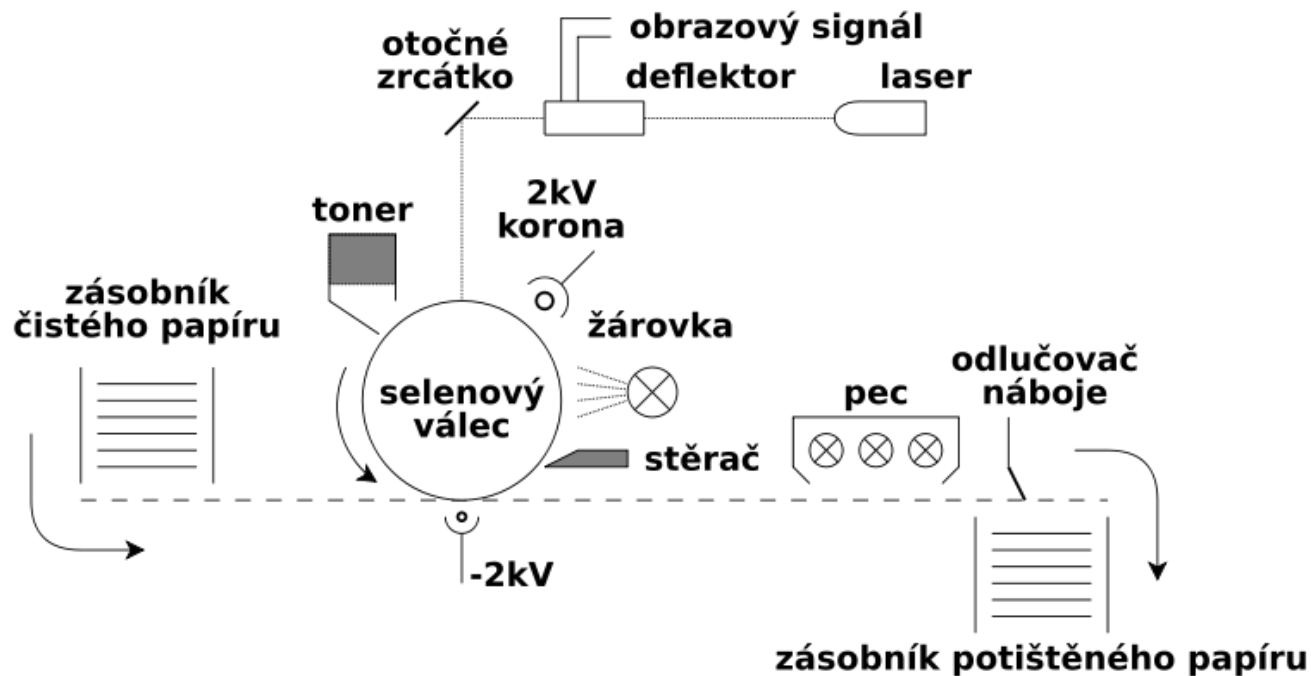 obrazový signál
otočné
zrcátko
deflektor
laser
2kV
korona
toner
zásobník
čistého papíru
žárovka
selenový
válec
pec
odlučovač
náboje
stěrač
-2kV
zásobník potištěného papíru